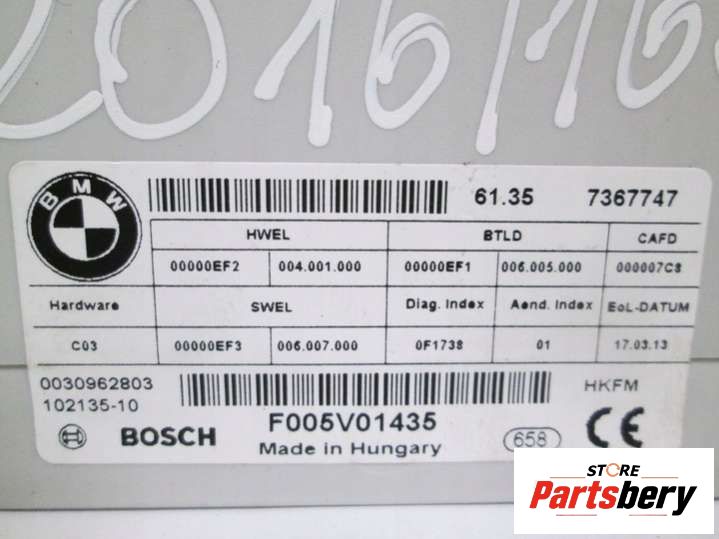 2016/16
BMW
61.35 7367747
HWEL BTLD CAFD
00000EF2 004.001.000 00000EF1 006.005.000 000007C8
Hardware SWEL Diag. Index Aend. Index EoL-DATUM
C03 00000EF3 006.007.000 0F1738 01 17.03.13
0030962803 HKFM
102135-10
BOSCH F005V01435 658 CE
Made in Hungary
STORE
Partsbery